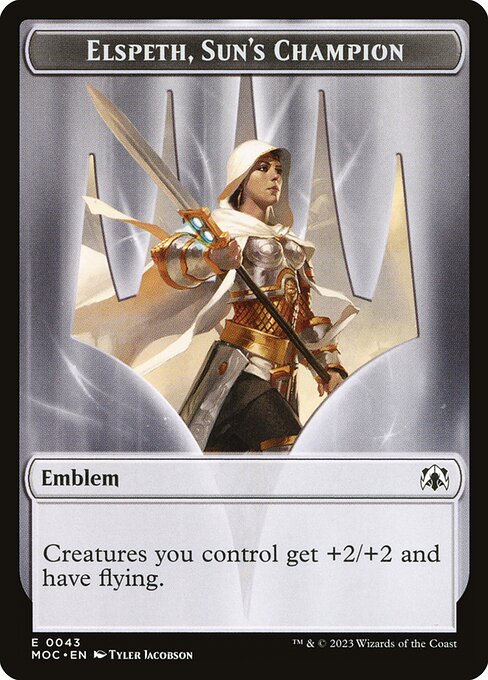 Elspeth, Sun's Champion
Emblem
Creatures you control get +2/+2 and
have flying.
E 0043
MOC • EN Tyler Jacobson
™ & © 2023 Wizards of the Coast